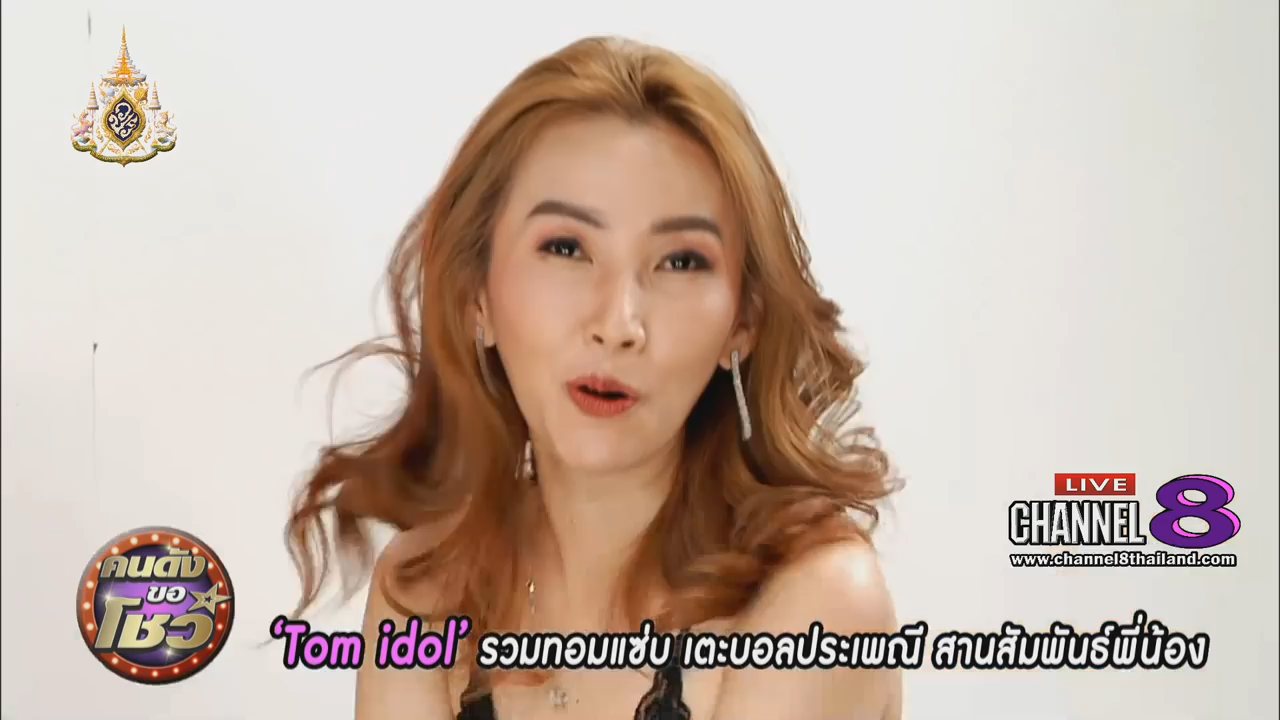 LIVE
CHANNEL 8
www.channel8thailand.com
คนดัง
ขอ
โชว์
‘Tom idol’ รวมทอมแซ่บ เตะบอลประเพณี สานสัมพันธ์พี่น้อง